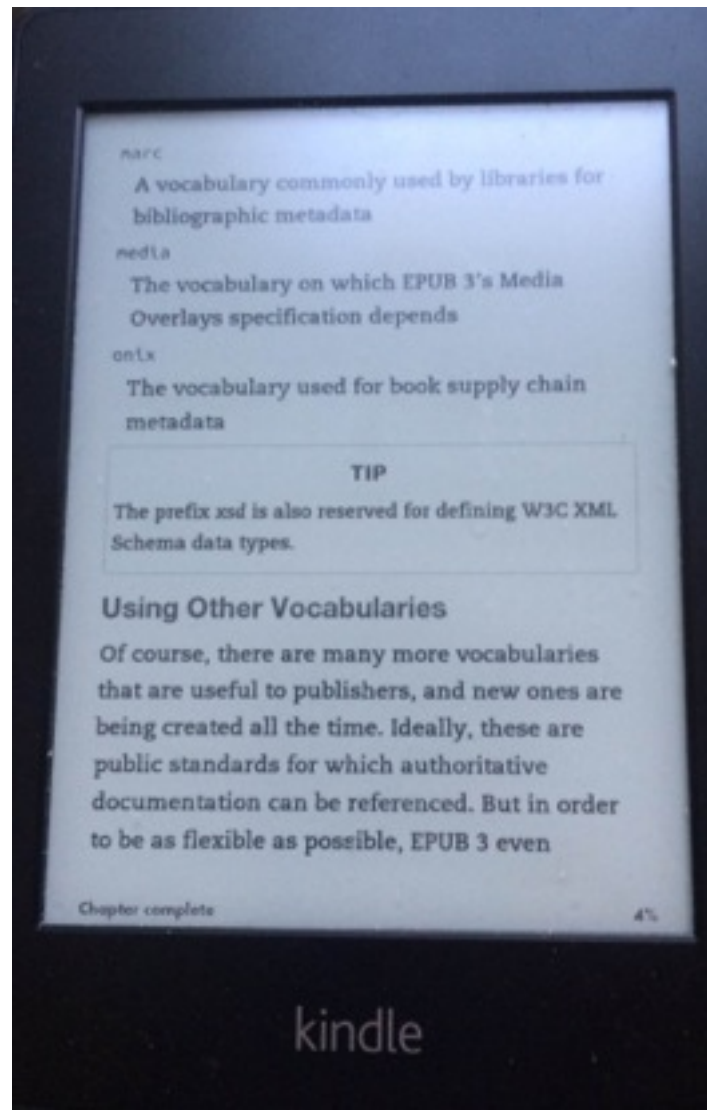 marc
A vocabulary commonly used by libraries for
bibliographic metadata
media
The vocabulary on which EPUB 3's Media
Overlays specification depends
onix
The vocabulary used for book supply chain
metadata
TIP
The prefix xsd is also reserved for defining W3C XML
Schema data types.
Using Other Vocabularies
Of course, there are many more vocabularies
that are useful to publishers, and new ones are
being created all the time. Ideally, these are
public standards for which authoritative
documentation can be referenced. But in order
to be as flexible as possible, EPUB 3 even
Chapter complete 4%
kindle